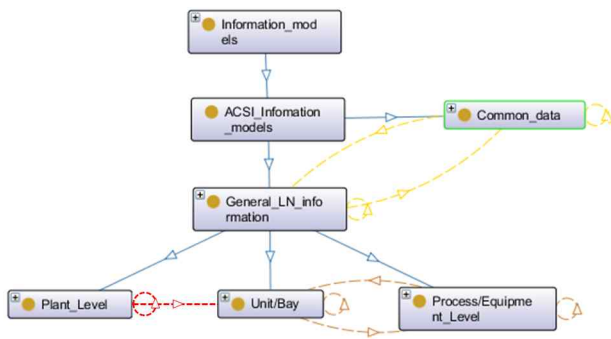 Information_mod
els
ACSI_Infomation
_models
Common_data
General_LN_info
rmation
Plant_Level
Unit/Bay
Process/Equipme
nt_Level